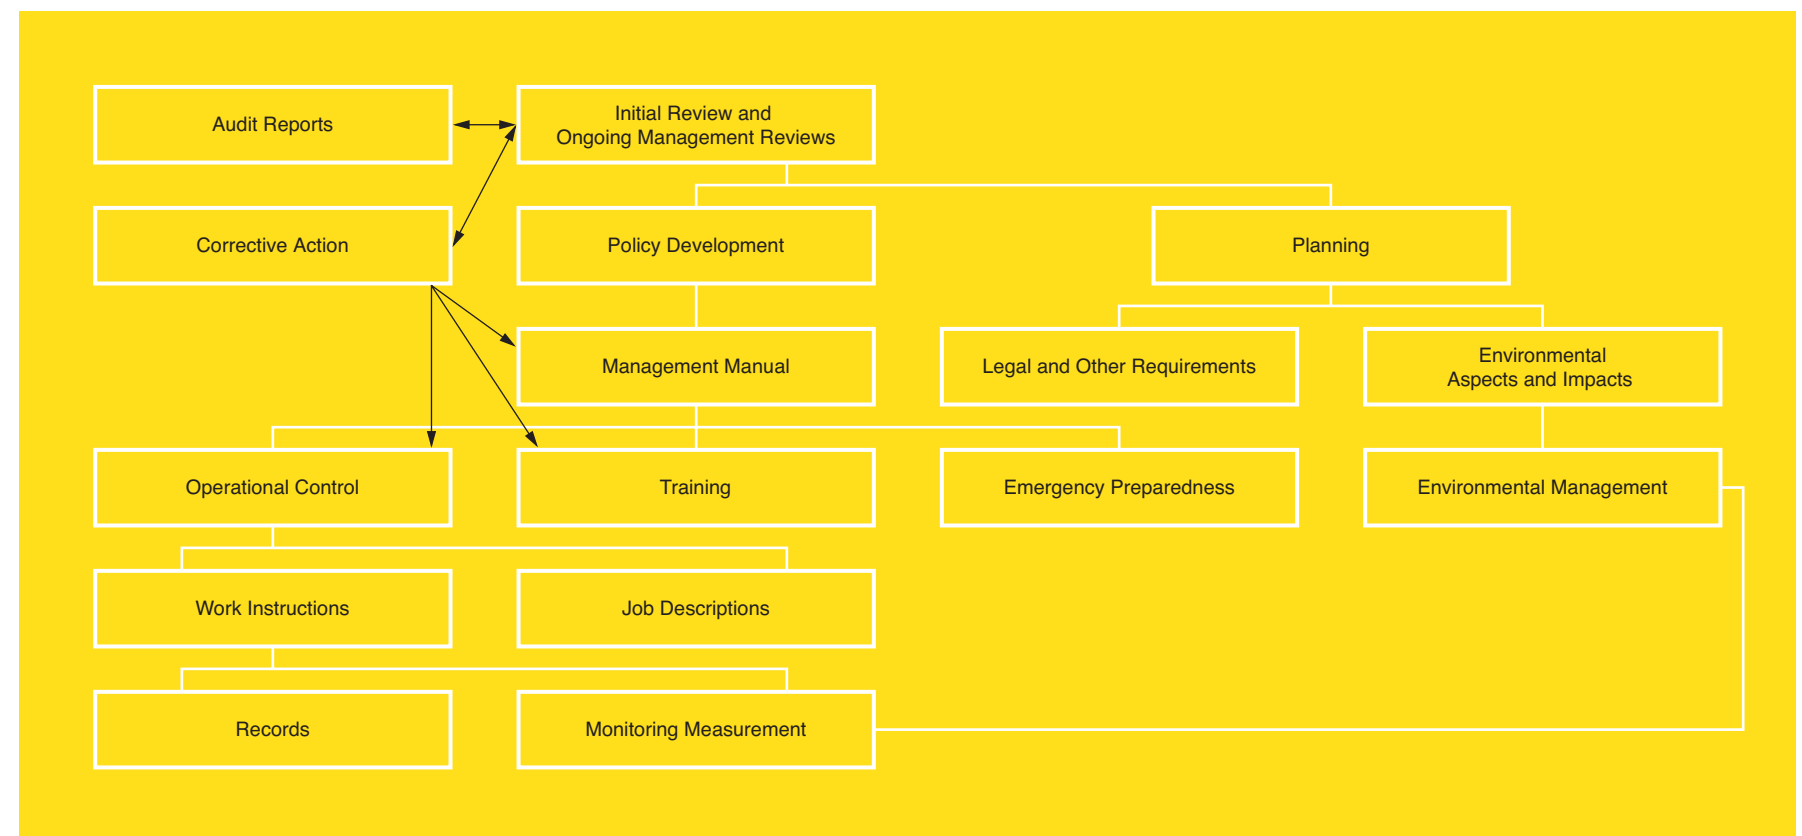 Audit Reports
Initial Review and
Ongoing Management Reviews
Corrective Action
Policy Development
Planning
Management Manual
Legal and Other Requirements
Environmental
Aspects and Impacts
Operational Control
Training
Emergency Preparedness
Environmental Management
Work Instructions
Job Descriptions
Records
Monitoring Measurement